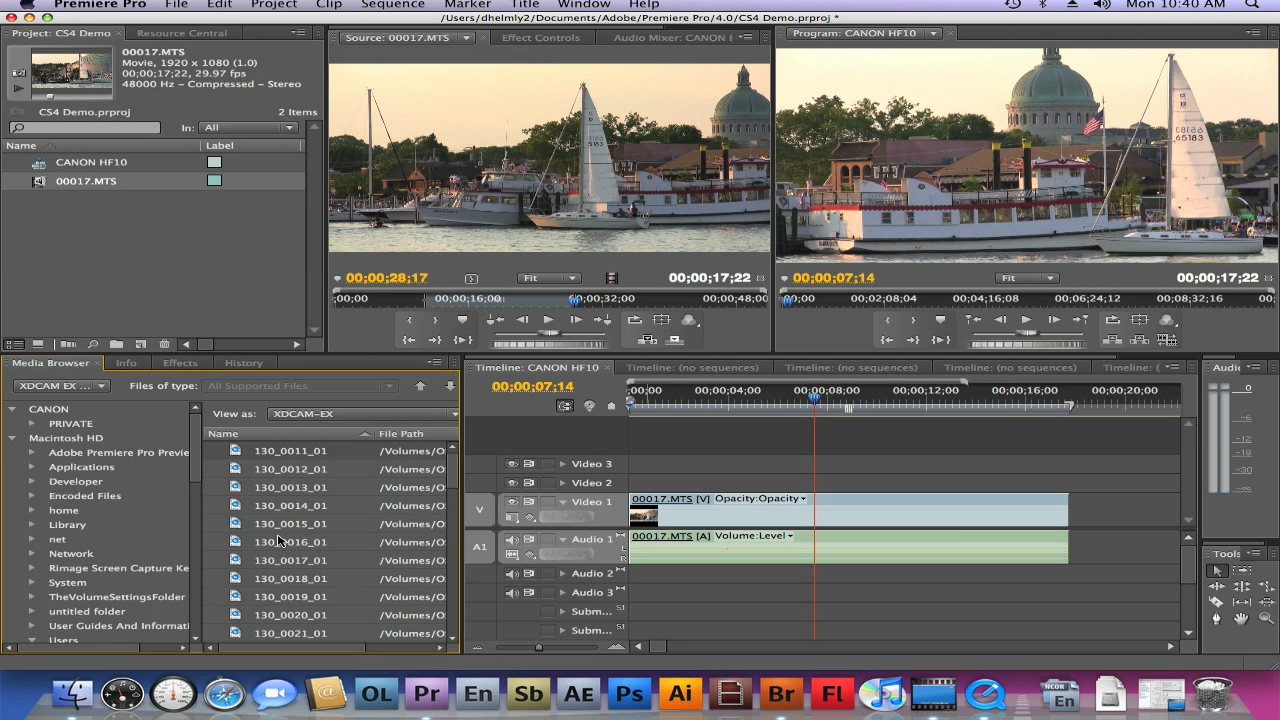 Premiere Pro File Edit Project Clip Sequence Marker Title Window Help Mon 10:40 AM
/Users/dhelmly2/Documents/Adobe/Premiere Pro/4.0/CS4 Demo.prproj *
Project: CS4 Demo Resource Central
00017.MTS
Movie, 1920 x 1080 (1.0)
00;00;17;22, 29.97 fps
48000 Hz - Compressed - Stereo
CS4 Demo.prproj 2 Items
In: All
Name Label
CANON HF10
00017.MTS
Source: 00017.MTS Effect Controls Audio Mixer: CANON
65183
00;00;28;17 Fit 00;00;17;22
;00;00 00;00;16;00 00;00;32;00 00;00;48;00
Program: CANON HF10
65183
00;00;07;14 Fit 00;00;17;22
00;02;08;04 00;04;16;08 00;06;24;12 00;08;32;16 00;
Media Browser Info Effects History
XDCAM EX ... Files of type: All Supported Files
CANON
PRIVATE
Macintosh HD
Adobe Premiere Pro Previe
Applications
Developer
Encoded Files
home
Library
net
Network
Rimage Screen Capture Ke
System
TheVolumeSettingsFolder
untitled folder
User Guides And Informati
Users
View as: XDCAM-EX
Name File Path
130_0011_01 /Volumes/O
130_0012_01 /Volumes/O
130_0013_01 /Volumes/O
130_0014_01 /Volumes/O
130_0015_01 /Volumes/O
130_0016_01 /Volumes/O
130_0017_01 /Volumes/O
130_0018_01 /Volumes/O
130_0019_01 /Volumes/O
130_0020_01 /Volumes/O
130_0021_01 /Volumes/O
Timeline: CANON HF10 Timeline: (no sequences) Timeline: (no sequences) Timeline: (no sequences) Timeline: (
00;00;07;14
;00;00 00;00;04;00 00;00;08;00 00;00;12;00 00;00;16;00 00;00;20;00
Video 3
Video 2
V Video 1 00017.MTS [V] Opacity:Opacity
A1 Audio 1 00017.MTS [A] Volume:Level
L
R
Audio 2
Audio 3
Subm... 5.1
Subm... 5.1
Audio
0
-6
-12
-18
-30
Tools
OL Pr En Sb AE Ps Ai Br Fl NCOR En